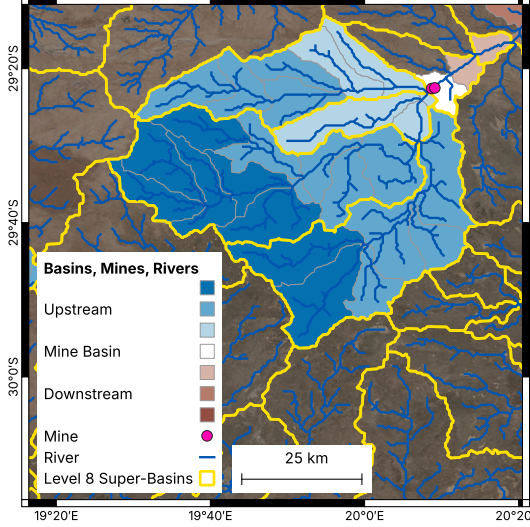 29°20'S
29°40'S
30°0'S
Basins, Mines, Rivers
Upstream
Mine Basin
Downstream
Mine
River
Level 8 Super-Basins
25 km
19°20'E
19°40'E
20°0'E
20°20